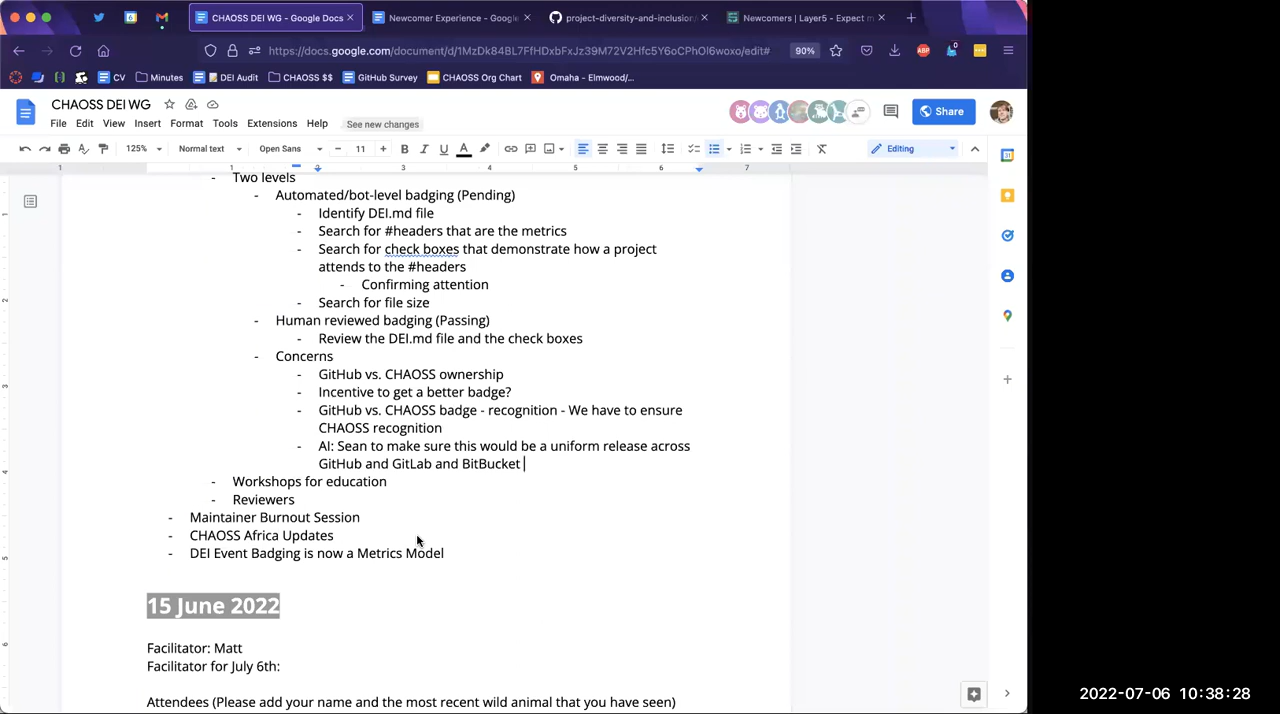 CHAOSS DEI WG - Google Docs
Newcomer Experience - Google
project-diversity-and-inclusion/
Newcomers | Layer5 - Expect m
https://docs.google.com/document/d/1MzDk84BL7FfHDxbFxJz39M72V2Hfc5Y6oCPhOl6woxo/edit#
90%
CV
Minutes
DEI Audit
CHAOSS $$
GitHub Survey
CHAOSS Org Chart
Omaha - Elmwood/...
CHAOSS DEI WG
File Edit View Insert Format Tools Extensions Help See new changes
Share
125% Normal text Open Sans 11 Editing
- Two levels
- Automated/bot-level badging (Pending)
- Identify DEI.md file
- Search for #headers that are the metrics
- Search for check boxes that demonstrate how a project
attends to the #headers
- Confirming attention
- Search for file size
- Human reviewed badging (Passing)
- Review the DEI.md file and the check boxes
- Concerns
- GitHub vs. CHAOSS ownership
- Incentive to get a better badge?
- GitHub vs. CHAOSS badge - recognition - We have to ensure
CHAOSS recognition
- AI: Sean to make sure this would be a uniform release across
GitHub and GitLab and BitBucket
- Workshops for education
- Reviewers
- Maintainer Burnout Session
- CHAOSS Africa Updates
- DEI Event Badging is now a Metrics Model
15 June 2022
Facilitator: Matt
Facilitator for July 6th:
Attendees (Please add your name and the most recent wild animal that you have seen)
2022-07-06 10:38:28